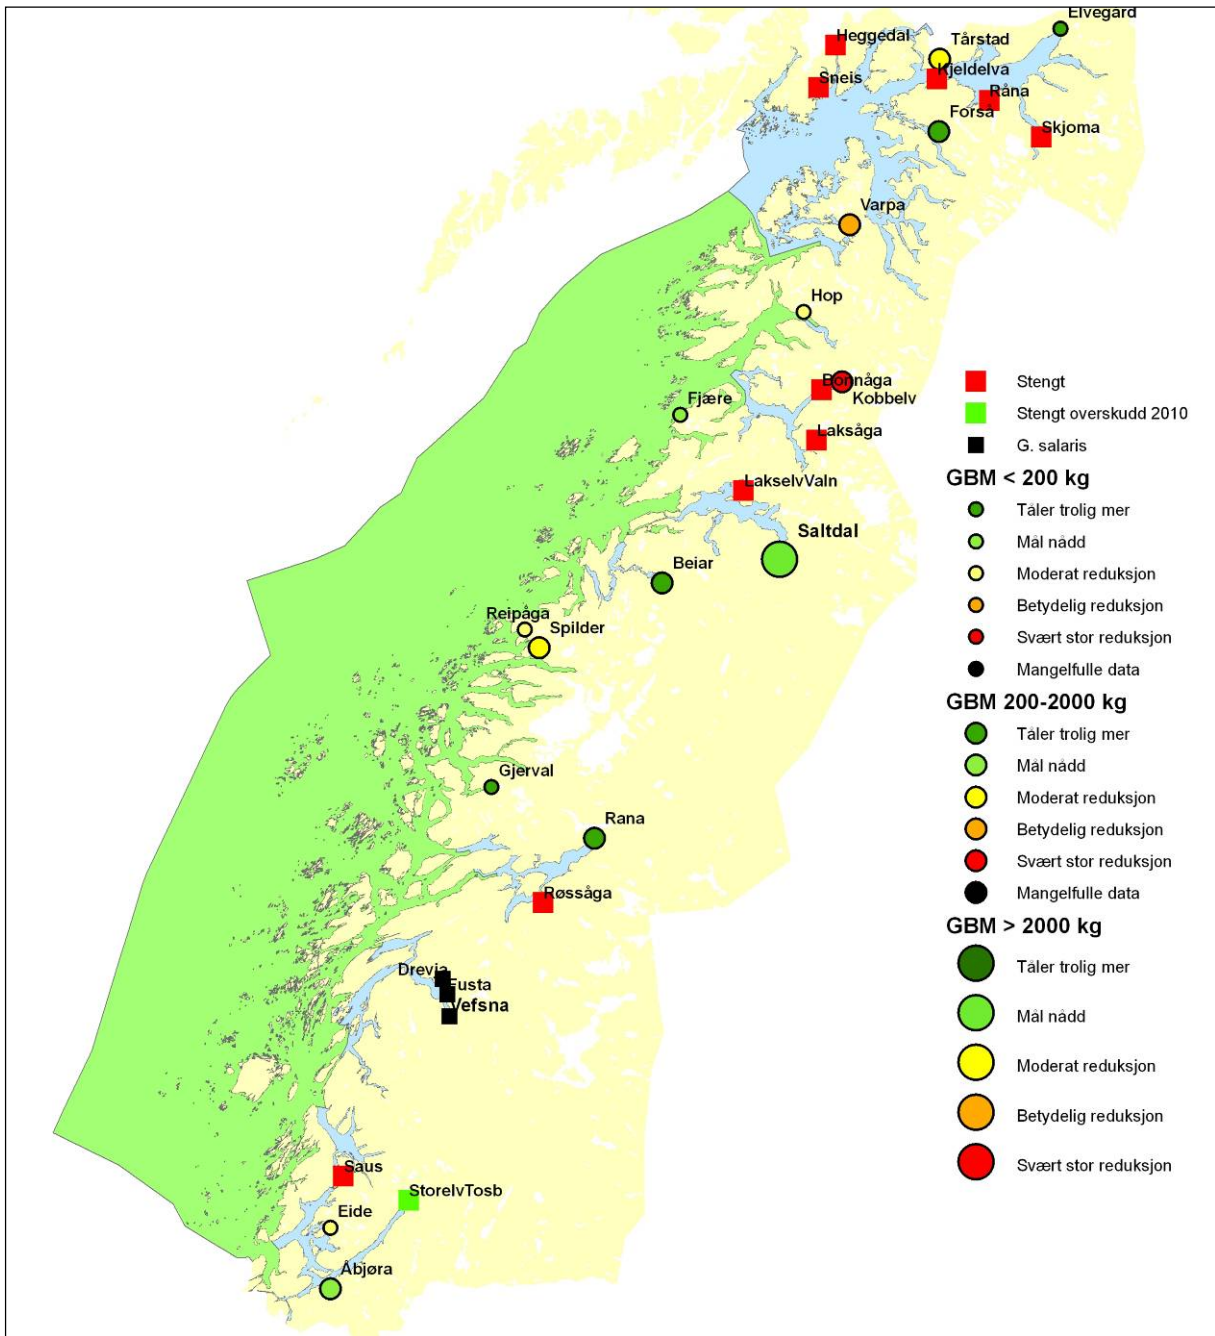 Elvegård
Heggedal
Tårstad
Sneis
Kjeldelva
Råna
Forså
Skjoma
Varpa
Hop
Bonnåga
Kobbelv
Fjære
Laksåga
LakselvValn
Saltdal
Beiar
Reipåga
Spilder
Gjerval
Rana
Røssåga
Drevja
Fusta
Vefsna
Saus
StorelvTosb
Eide
Åbjøra
Stengt
Stengt overskudd 2010
G. salaris
GBM < 200 kg
Tåler trolig mer
Mål nådd
Moderat reduksjon
Betydelig reduksjon
Svært stor reduksjon
Mangelfulle data
GBM 200-2000 kg
Tåler trolig mer
Mål nådd
Moderat reduksjon
Betydelig reduksjon
Svært stor reduksjon
Mangelfulle data
GBM > 2000 kg
Tåler trolig mer
Mål nådd
Moderat reduksjon
Betydelig reduksjon
Svært stor reduksjon